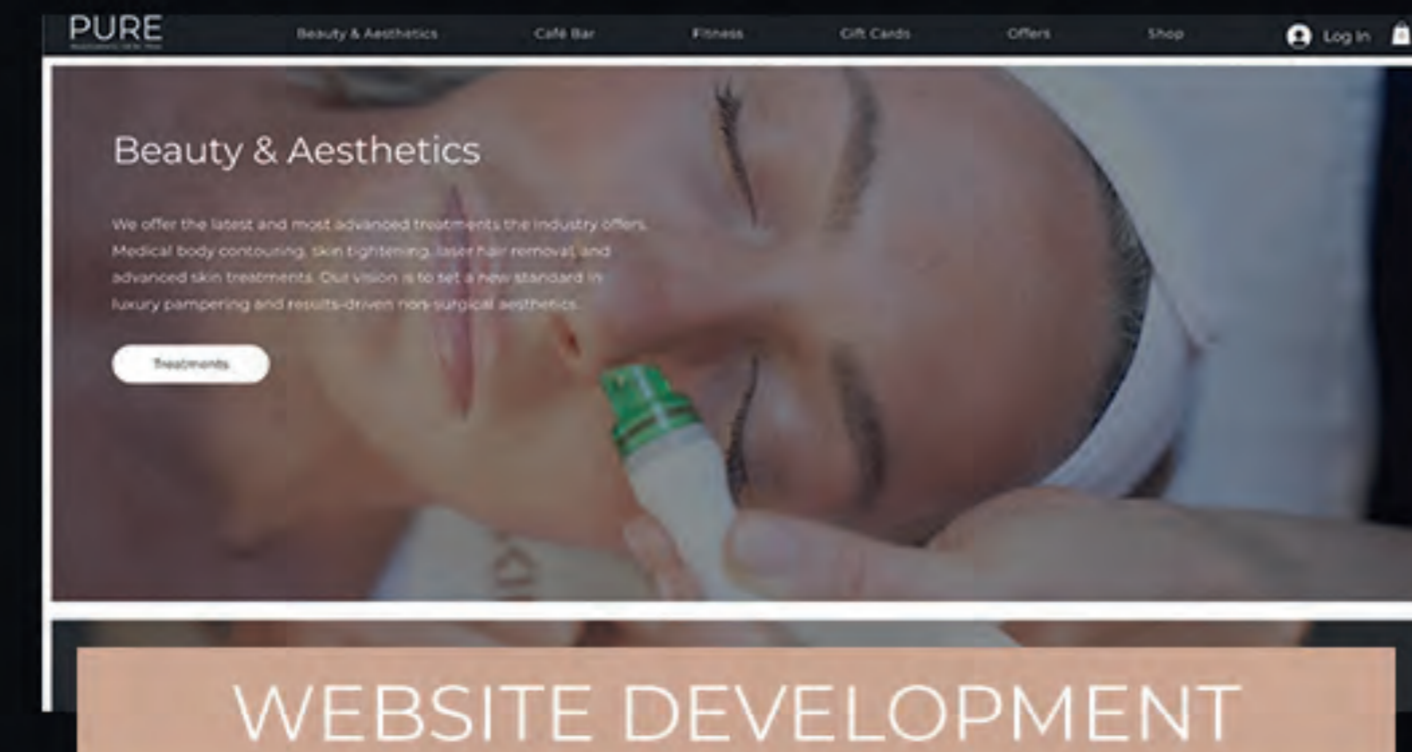 PURE
Beauty & Aesthetics Café Bar Fitness Gift Cards Offers Shop Log In
Beauty & Aesthetics
We offer the latest and most advanced treatments the industry offers.
Medical body contouring, skin tightening, laser hair removal, and
advanced skin treatments. Our vision is to set a new standard in
luxury pampering and results-driven non-surgical aesthetics.
Treatments
WEBSITE DEVELOPMENT